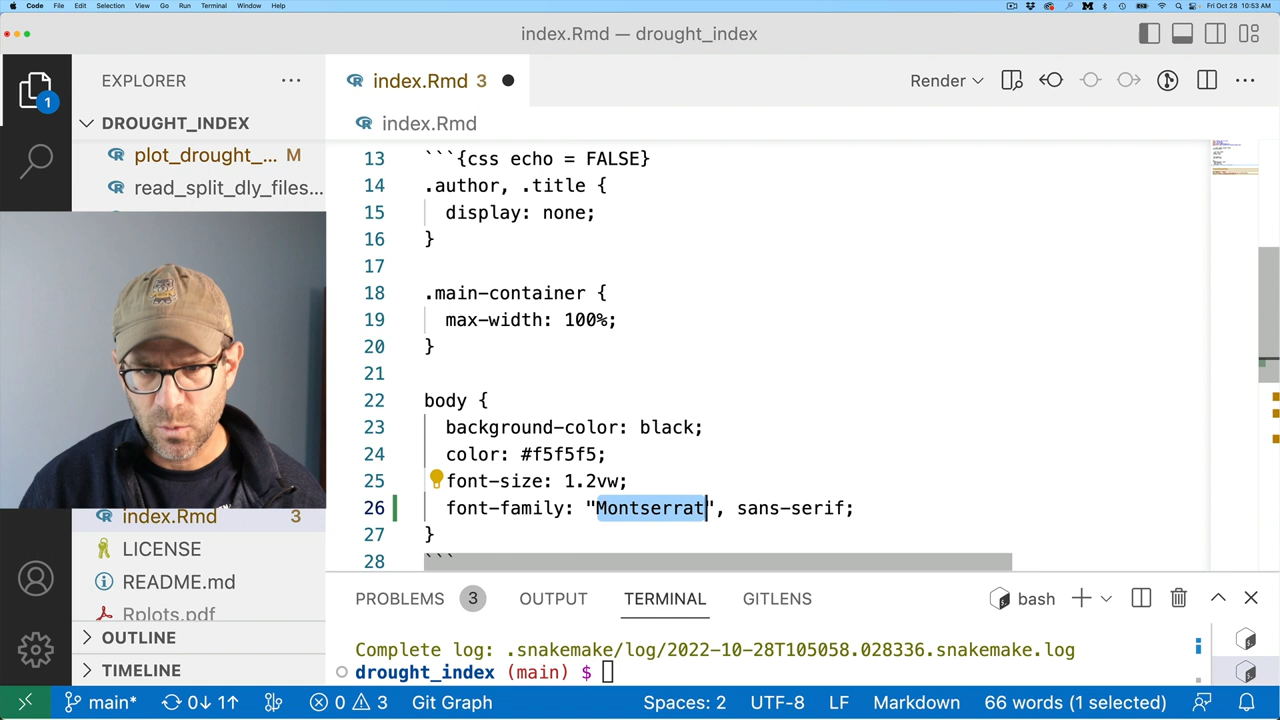 Code File Edit Selection View Go Run Terminal Window Help
Fri Oct 28 10:53 AM
index.Rmd — drought_index
EXPLORER
index.Rmd 3
Render
1
DROUGHT_INDEX
index.Rmd
plot_drought_... M
read_split_dly_files...
13 ```{css echo = FALSE}
14 .author, .title {
15 display: none;
16 }
17
18 .main-container {
19 max-width: 100%;
20 }
21
22 body {
23 background-color: black;
24 color: #f5f5f5;
25 font-size: 1.2vw;
26 font-family: "Montserrat", sans-serif;
27 }
28 ```
index.Rmd 3
LICENSE
README.md
Rplots.pdf
OUTLINE
TIMELINE
PROBLEMS 3 OUTPUT TERMINAL GITLENS
bash
Complete log: .snakemake/log/2022-10-28T105058.028336.snakemake.log
drought_index (main) $
main* 0↓ 1↑ 0 3 Git Graph Spaces: 2 UTF-8 LF Markdown 66 words (1 selected)